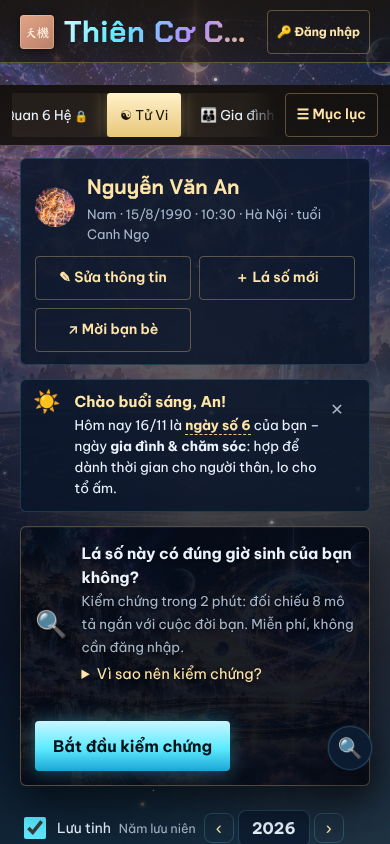 天機
Thiên Cơ C...
🔑 Đăng nhập
uan 6 Hệ 🔒
☯ Tử Vi
👪 Gia đình
☰ Mục lục
Nguyễn Văn An
Nam · 15/8/1990 · 10:30 · Hà Nội · tuổi
Canh Ngọ
✎ Sửa thông tin
+ Lá số mới
↗ Mời bạn bè
Chào buổi sáng, An!
×
Hôm nay 16/11 là ngày số 6 của bạn –
ngày gia đình & chăm sóc: hợp để
dành thời gian cho người thân, lo cho
tổ ấm.
Lá số này có đúng giờ sinh của bạn
không?
Kiểm chứng trong 2 phút: đối chiếu 8 mô
tả ngắn với cuộc đời bạn. Miễn phí, không
cần đăng nhập.
▶ Vì sao nên kiểm chứng?
Bắt đầu kiểm chứng
Lưu tinh Năm lưu niên ‹ 2026 ›